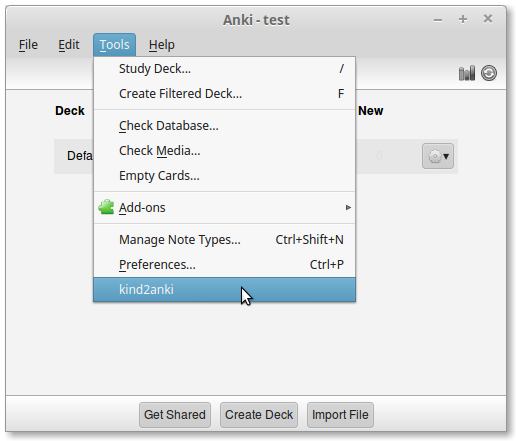 Anki - test
File Edit Tools Help
Study Deck... /
Create Filtered Deck... F
Deck New
Check Database...
Check Media...
Defa 0
Empty Cards...
Add-ons
Manage Note Types... Ctrl+Shift+N
Preferences... Ctrl+P
kind2anki
Get Shared Create Deck Import File